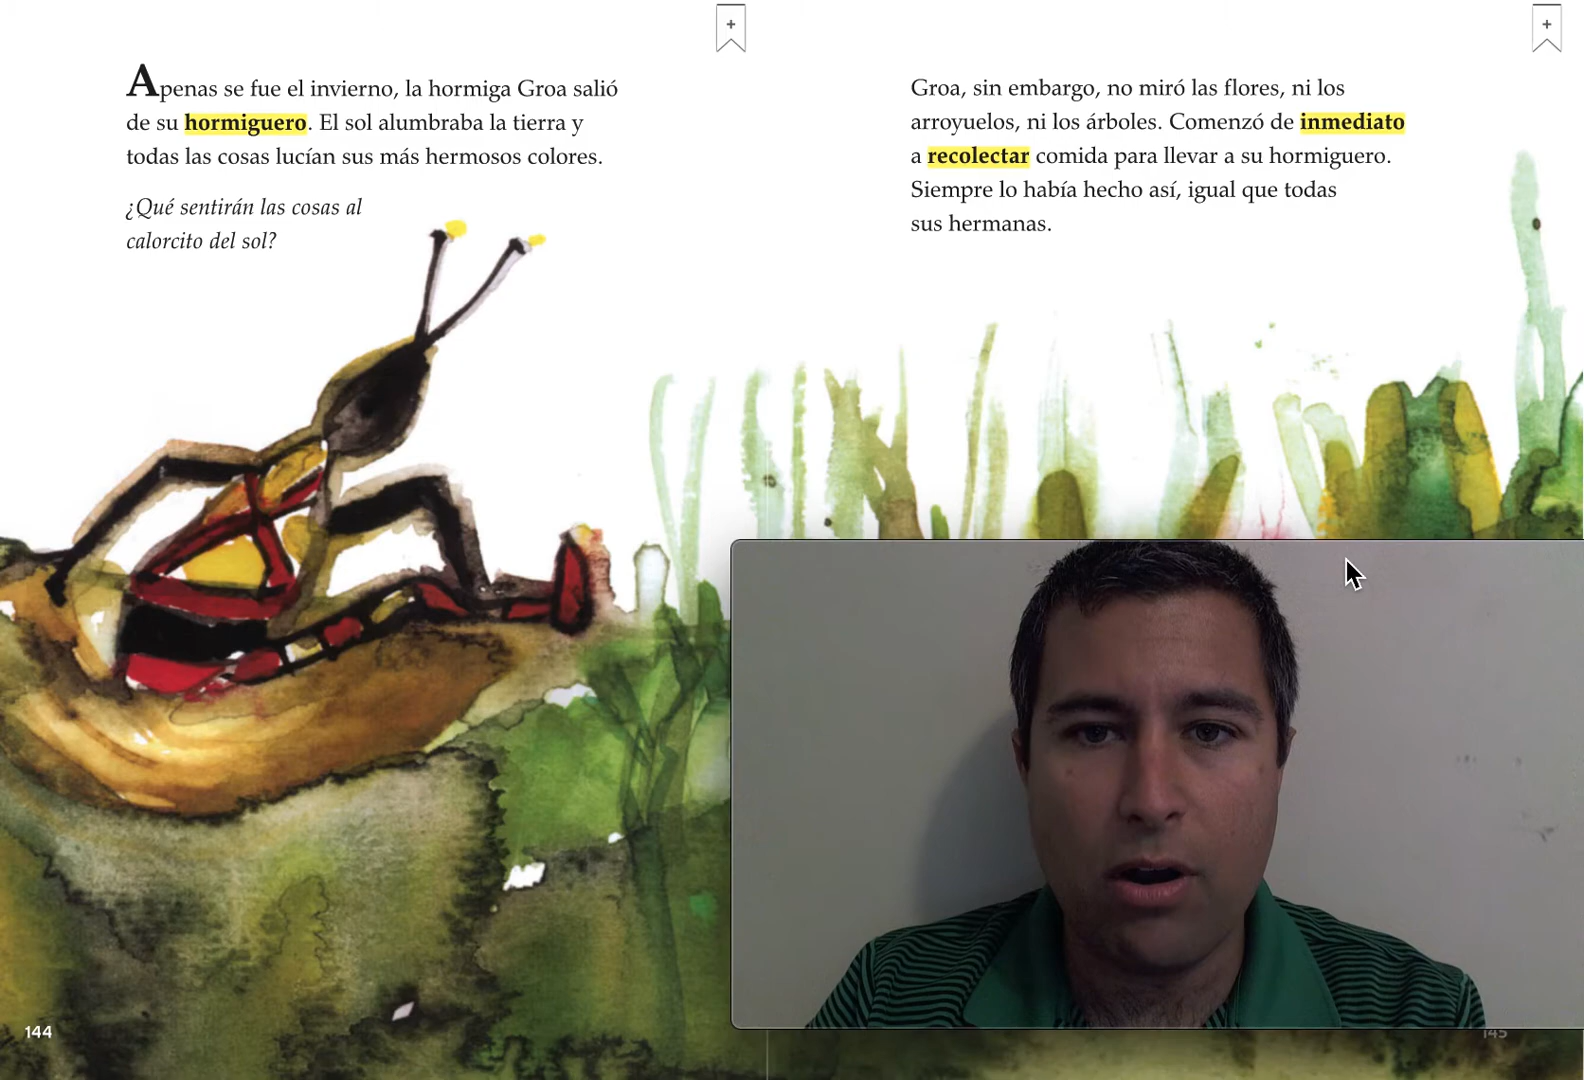 Apenas se fue el invierno, la hormiga Groa salió
de su hormiguero. El sol alumbraba la tierra y
todas las cosas lucían sus más hermosos colores.
¿Qué sentirán las cosas al
calorcito del sol?
144
Groa, sin embargo, no miró las flores, ni los
arroyuelos, ni los árboles. Comenzó de inmediato
a recolectar comida para llevar a su hormiguero.
Siempre lo había hecho así, igual que todas
sus hermanas.
145